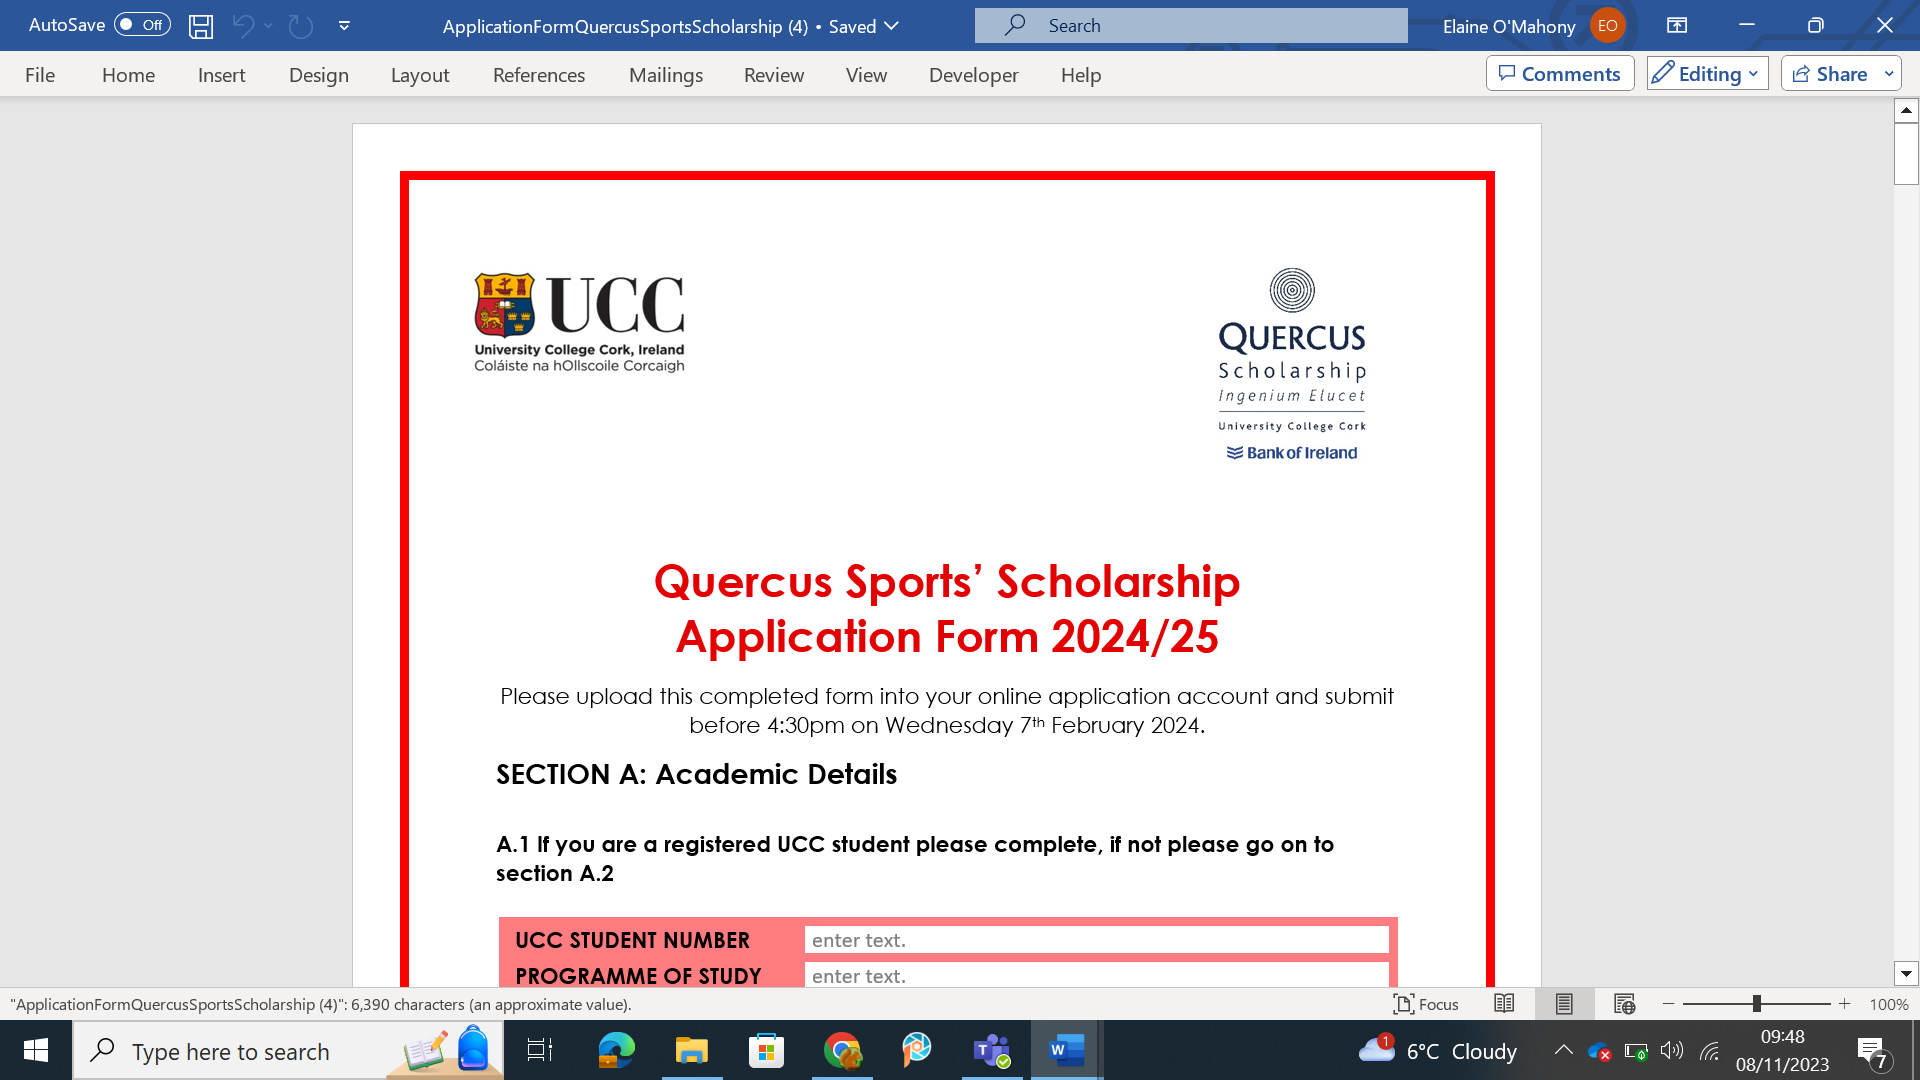 AutoSave Off ApplicationFormQuercusSportsScholarship (4) • Saved Search Elaine O'Mahony EO
File Home Insert Design Layout References Mailings Review View Developer Help Comments Editing Share
UCC
University College Cork, Ireland
Coláiste na hOllscoile Corcaigh
QUERCUS
Scholarship
Ingenium Elucet
University College Cork
Bank of Ireland
Quercus Sports’ Scholarship
Application Form 2024/25
Please upload this completed form into your online application account and submit
before 4:30pm on Wednesday 7th February 2024.
SECTION A: Academic Details
A.1 If you are a registered UCC student please complete, if not please go on to
section A.2
UCC STUDENT NUMBER enter text.
PROGRAMME OF STUDY enter text.
"ApplicationFormQuercusSportsScholarship (4)": 6,390 characters (an approximate value). Focus 100%
Type here to search 1 6°C Cloudy 09:48
08/11/2023 7